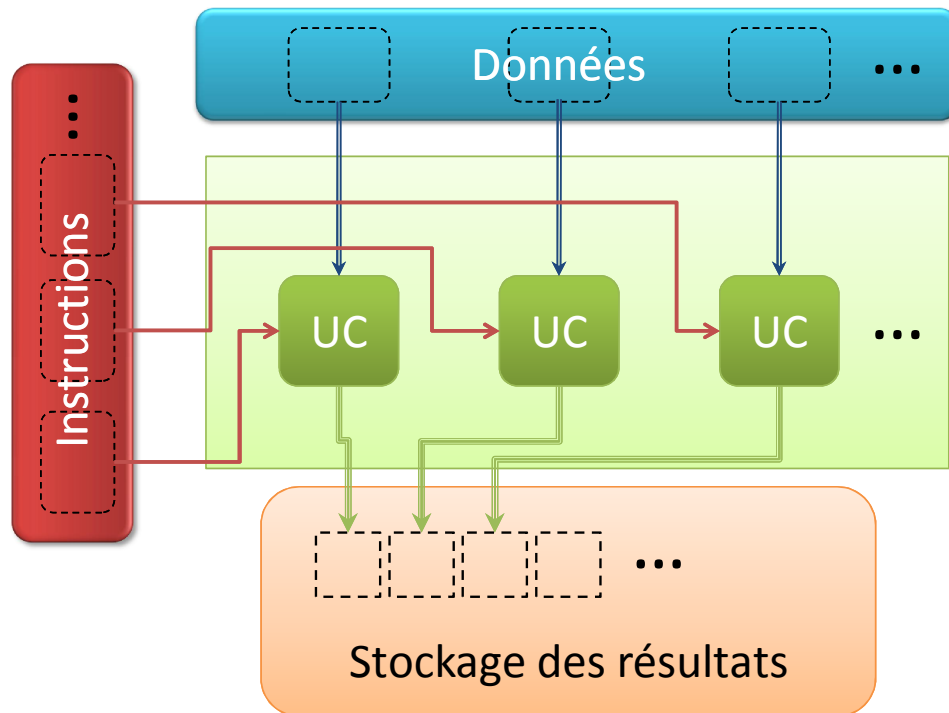 Données
...
...
Instructions
UC
UC
UC
...
...
Stockage des résultats